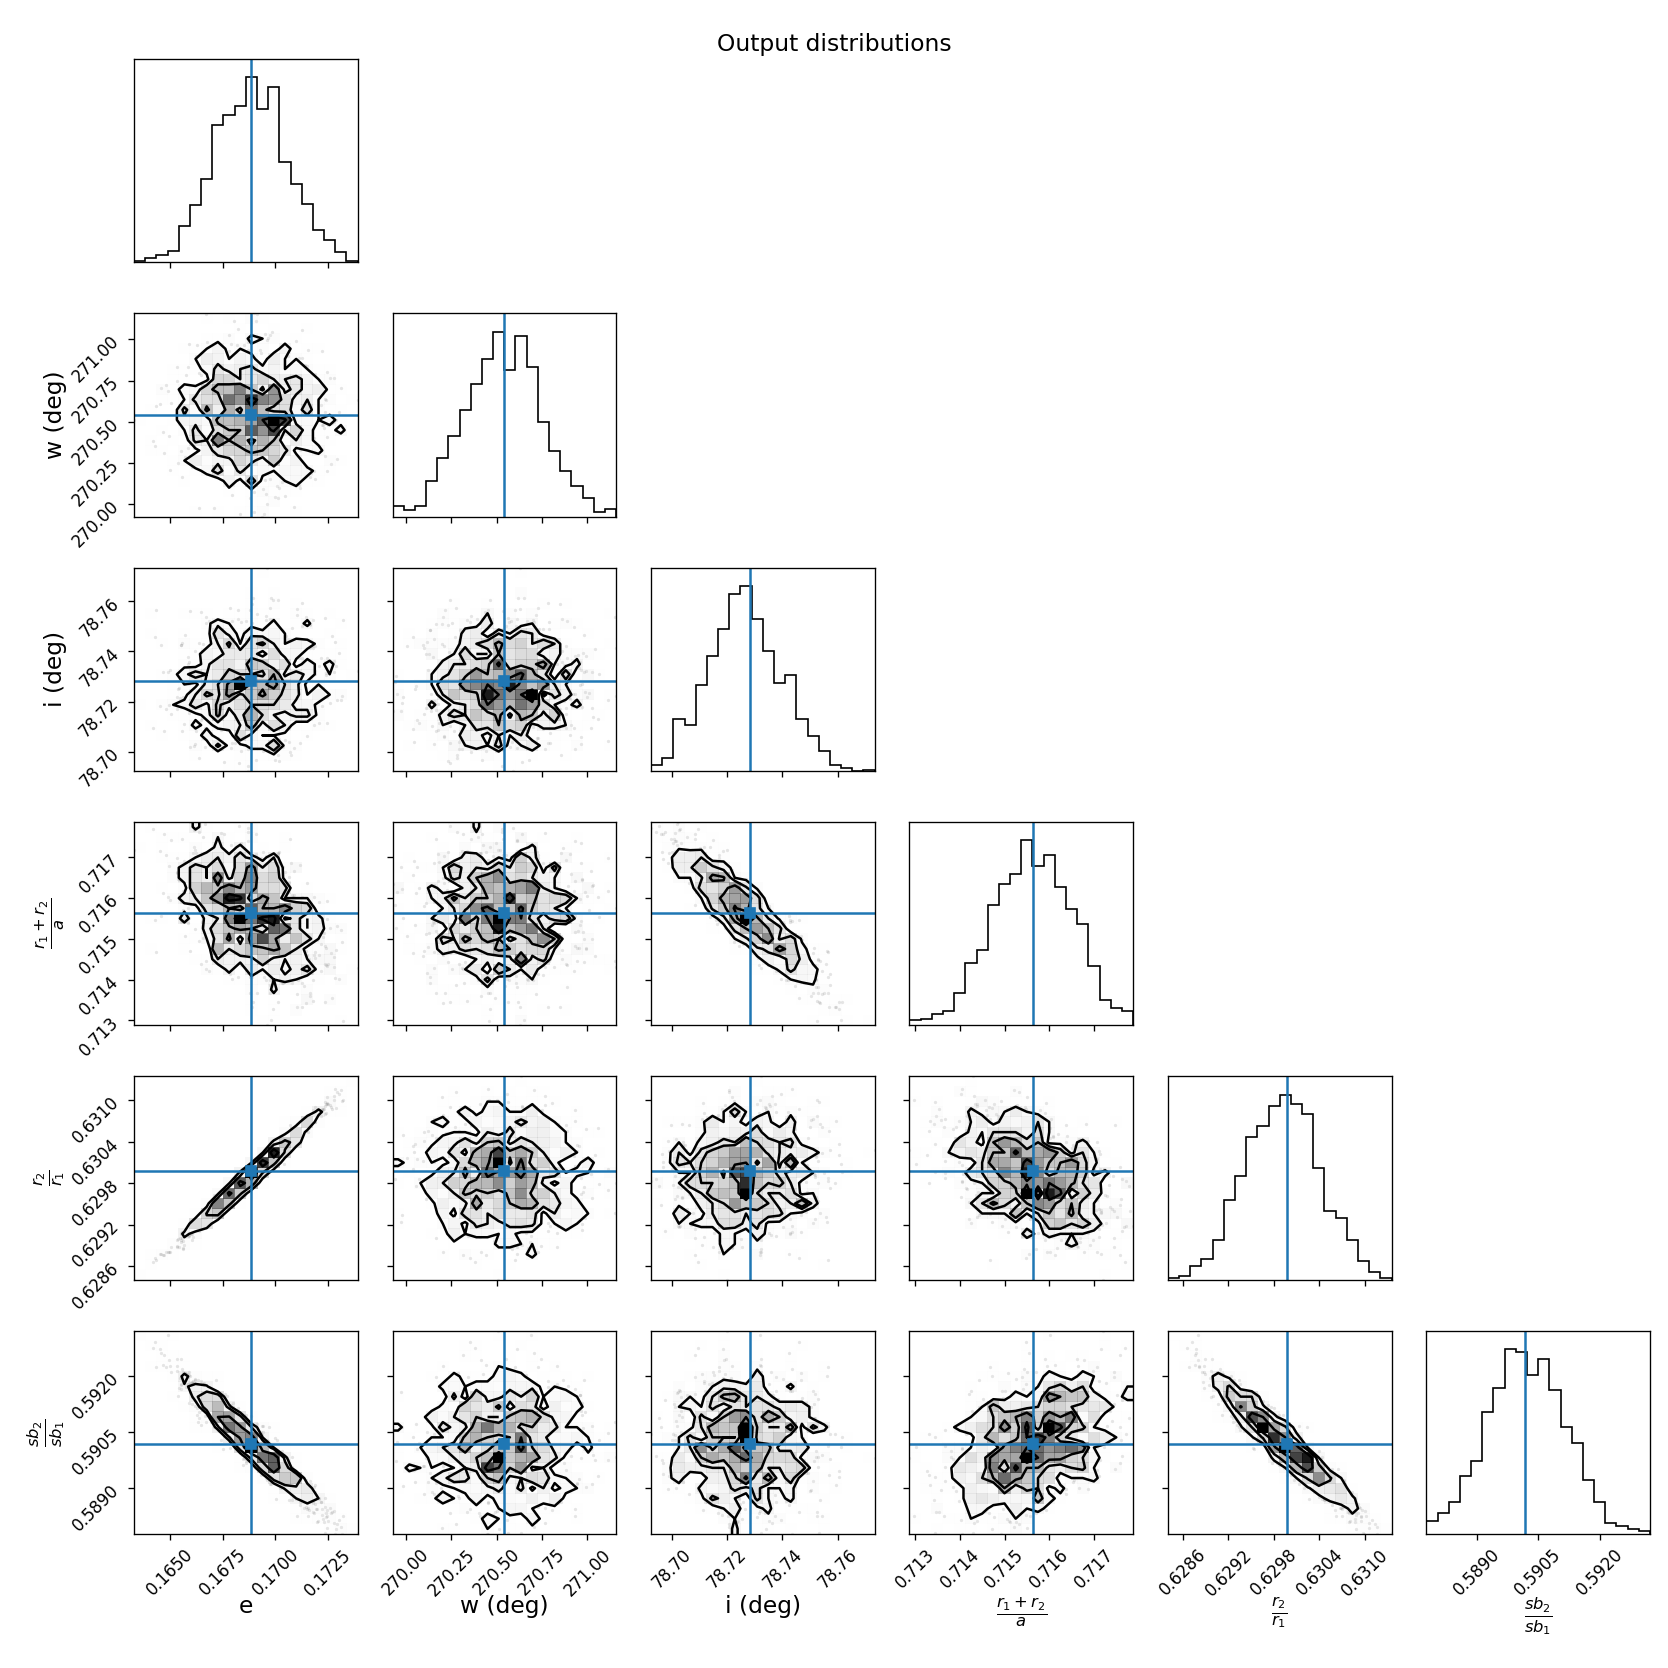 Output distributions
w (deg)
271.00
270.75
270.50
270.25
270.00
i (deg)
78.76
78.74
78.72
78.70
r₁ + r₂
a
0.717
0.716
0.715
0.714
0.713
r₂
r₁
0.6310
0.6304
0.6298
0.6292
0.6286
sb₂
sb₁
0.5920
0.5905
0.5890
0.1650 0.1675 0.1700 0.1725 270.00 270.25 270.50 270.75 271.00 78.70 78.72 78.74 78.76 0.713 0.714 0.715 0.716 0.717 0.6286 0.6292 0.6298 0.6304 0.6310 0.5890 0.5905 0.5920
e w (deg) i (deg) r₁ + r₂ r₂ sb₂
a r₁ sb₁